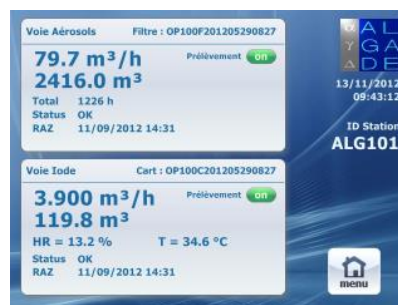 Voie Aérosols Filtre : OP100F201205290827
79.7 m³/h Prélèvement on
2416.0 m³
Total 1226 h
Status OK
RAZ 11/09/2012 14:31
Voie Iode Cart : OP100C201205290827
3.900 m³/h Prélèvement on
119.8 m³
HR = 13.2 % T = 34.6 °C
Status OK
RAZ 11/09/2012 14:31
α AL
γ GA
Δ DE
13/11/2012
09:43:12
ID Station
ALG101
menu